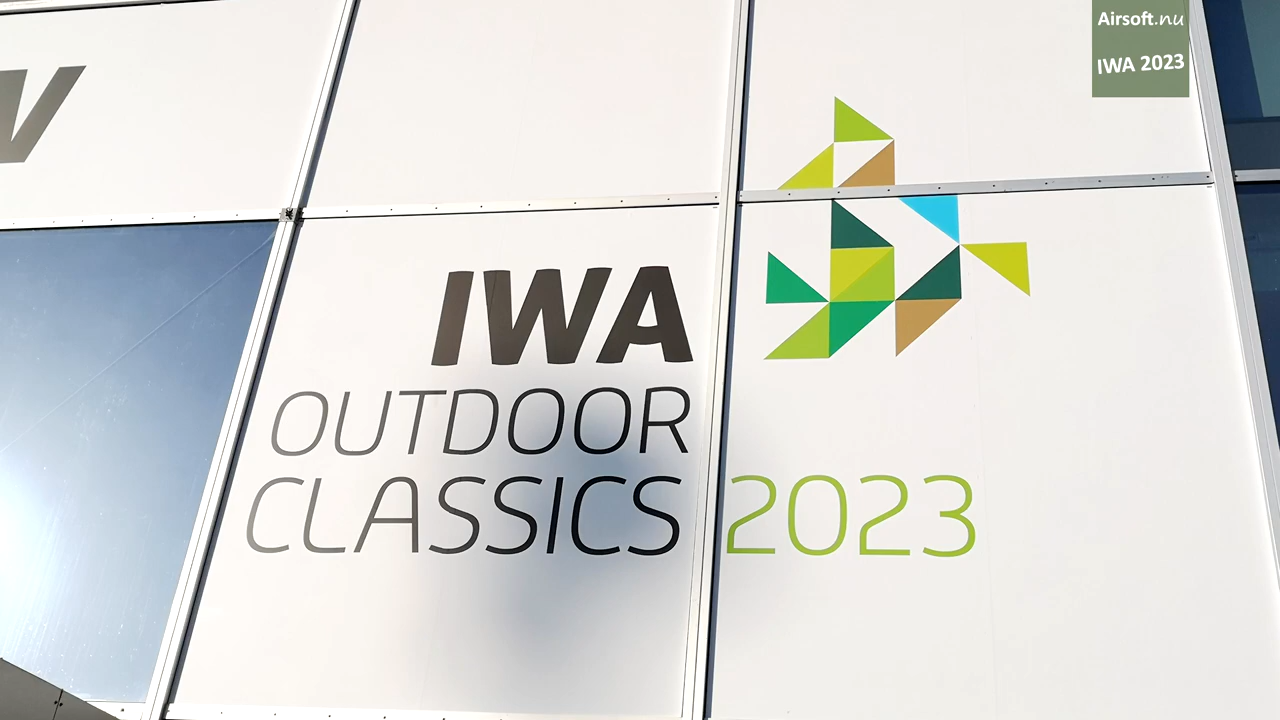 Airsoft.nu
IWA 2023
IWA
OUTDOOR
CLASSICS 2023